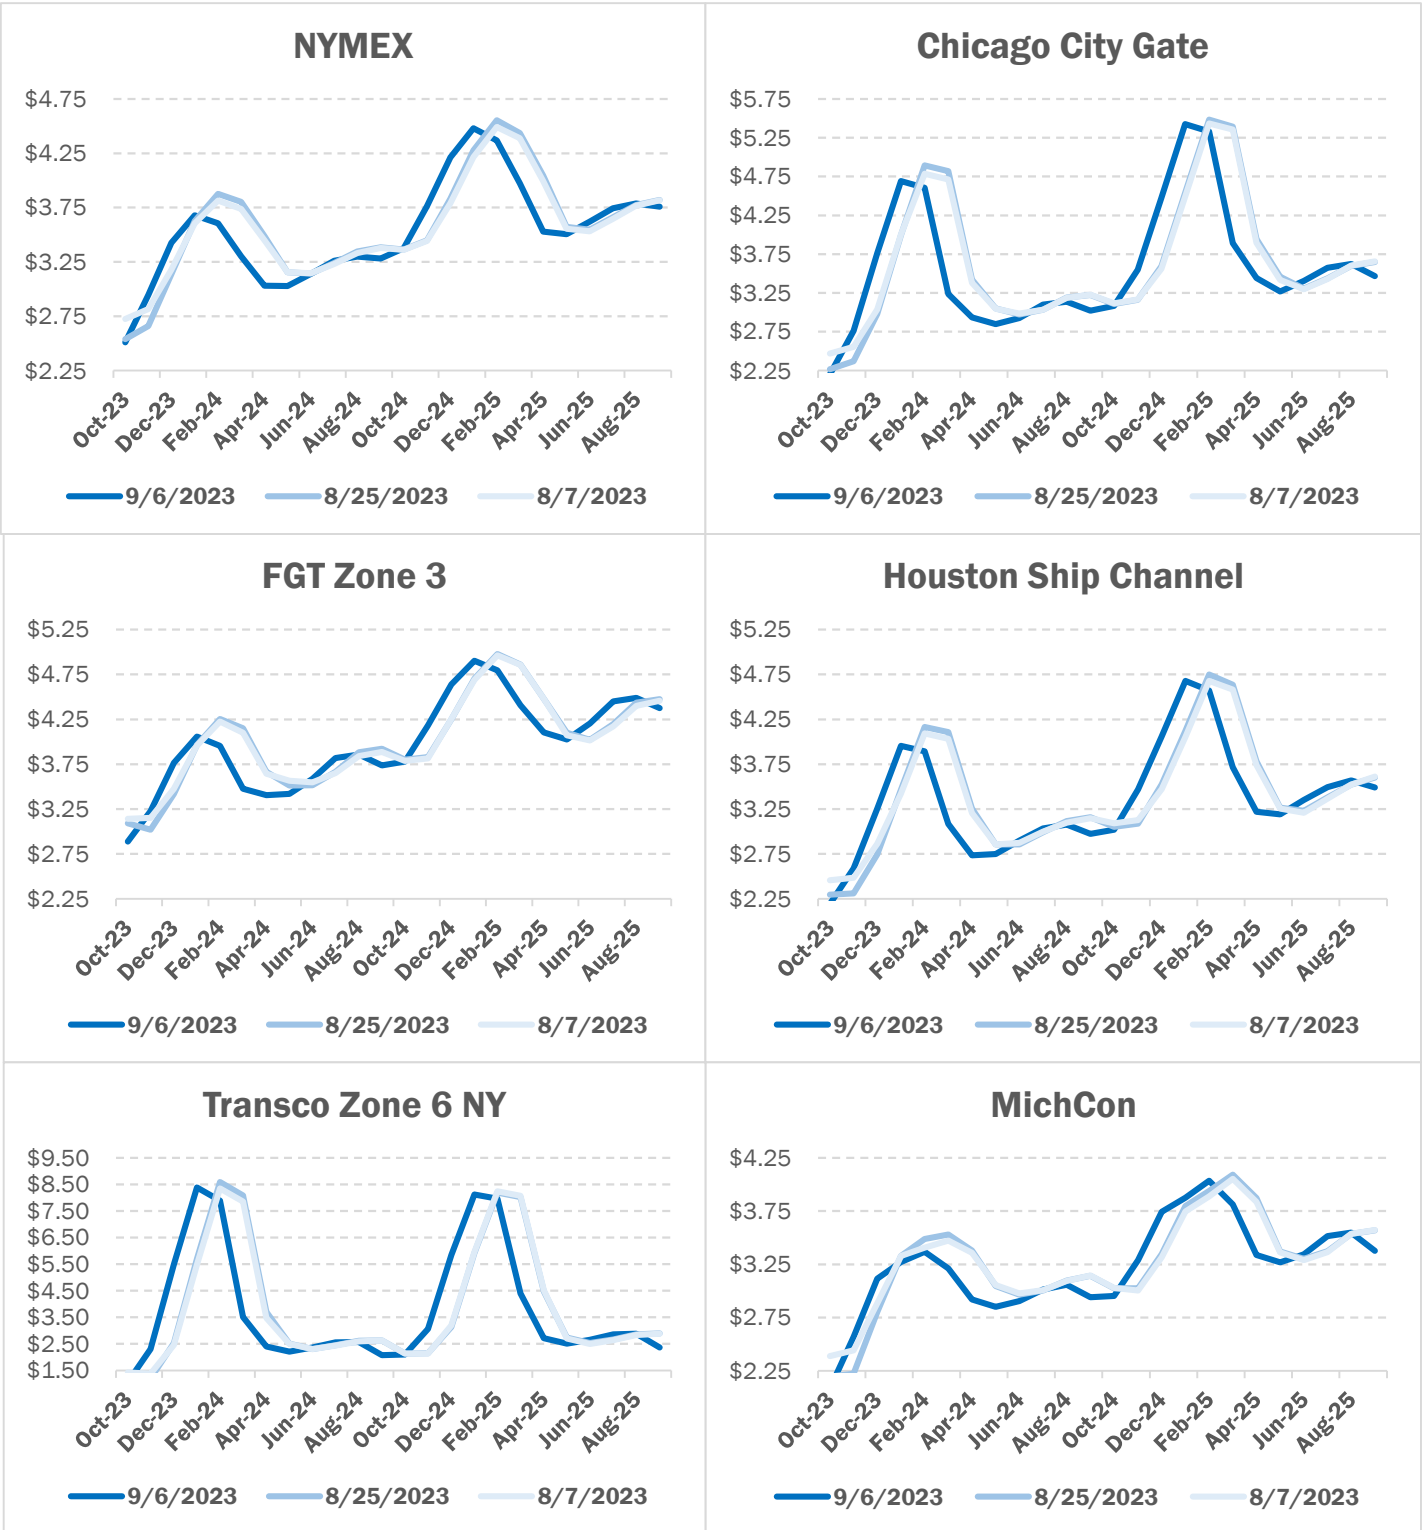 NYMEX
$4.75
$4.25
$3.75
$3.25
$2.75
$2.25
Oct-23 Dec-23 Feb-24 Apr-24 Jun-24 Aug-24 Oct-24 Dec-24 Feb-25 Apr-25 Jun-25 Aug-25
9/6/2023 8/25/2023 8/7/2023
Chicago City Gate
$5.75
$5.25
$4.75
$4.25
$3.75
$3.25
$2.75
$2.25
Oct-23 Dec-23 Feb-24 Apr-24 Jun-24 Aug-24 Oct-24 Dec-24 Feb-25 Apr-25 Jun-25 Aug-25
9/6/2023 8/25/2023 8/7/2023
FGT Zone 3
$5.25
$4.75
$4.25
$3.75
$3.25
$2.75
$2.25
Oct-23 Dec-23 Feb-24 Apr-24 Jun-24 Aug-24 Oct-24 Dec-24 Feb-25 Apr-25 Jun-25 Aug-25
9/6/2023 8/25/2023 8/7/2023
Houston Ship Channel
$5.25
$4.75
$4.25
$3.75
$3.25
$2.75
$2.25
Oct-23 Dec-23 Feb-24 Apr-24 Jun-24 Aug-24 Oct-24 Dec-24 Feb-25 Apr-25 Jun-25 Aug-25
9/6/2023 8/25/2023 8/7/2023
Transco Zone 6 NY
$9.50
$8.50
$7.50
$6.50
$5.50
$4.50
$3.50
$2.50
$1.50
Oct-23 Dec-23 Feb-24 Apr-24 Jun-24 Aug-24 Oct-24 Dec-24 Feb-25 Apr-25 Jun-25 Aug-25
9/6/2023 8/25/2023 8/7/2023
MichCon
$4.25
$3.75
$3.25
$2.75
$2.25
Oct-23 Dec-23 Feb-24 Apr-24 Jun-24 Aug-24 Oct-24 Dec-24 Feb-25 Apr-25 Jun-25 Aug-25
9/6/2023 8/25/2023 8/7/2023